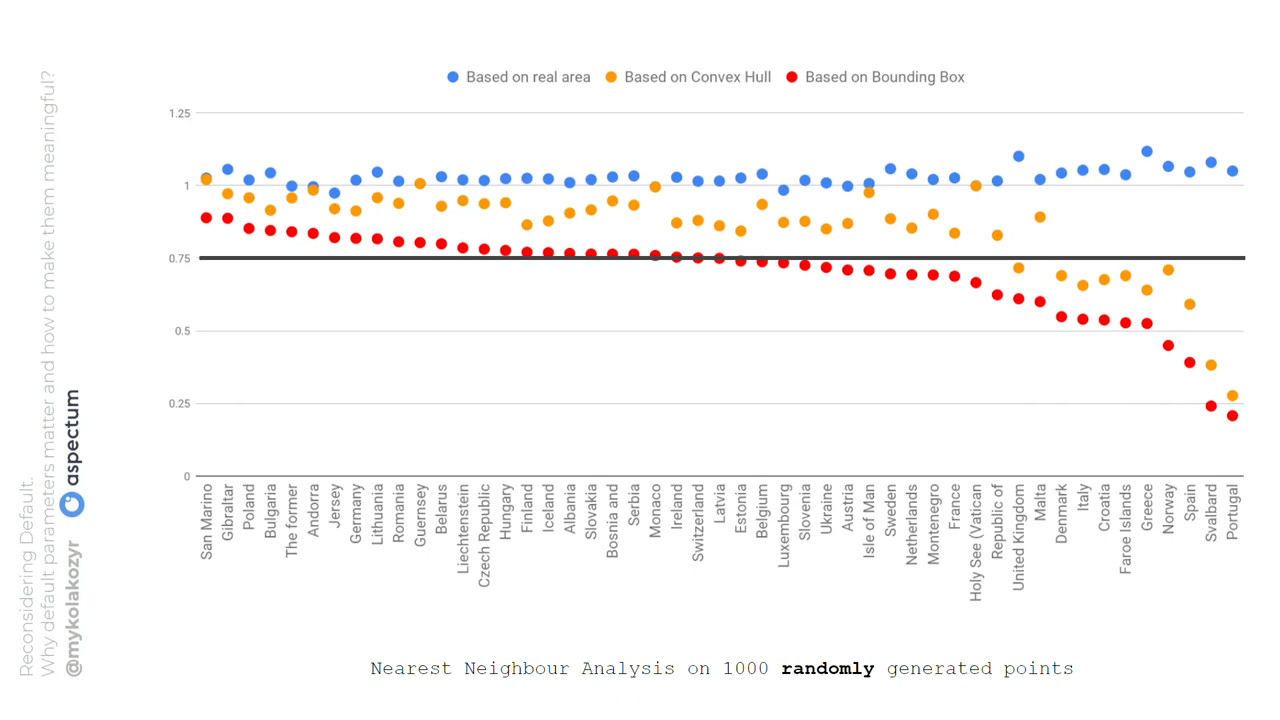 Reconsidering Default.
Why default parameters matter and how to make them meaningful?
@mykolakozyr aspectum
Based on real area Based on Convex Hull Based on Bounding Box
1.25
1
0.75
0.5
0.25
0
San Marino
Gibraltar
Poland
Bulgaria
The former
Andorra
Jersey
Germany
Lithuania
Romania
Guernsey
Belarus
Liechtenstein
Czech Republic
Hungary
Finland
Iceland
Albania
Slovakia
Bosnia and
Serbia
Monaco
Ireland
Switzerland
Latvia
Estonia
Belgium
Luxembourg
Slovenia
Ukraine
Austria
Isle of Man
Sweden
Netherlands
Montenegro
France
Holy See (Vatican
Republic of
United Kingdom
Malta
Denmark
Italy
Croatia
Faroe Islands
Greece
Norway
Spain
Svalbard
Portugal
Nearest Neighbour Analysis on 1000 randomly generated points